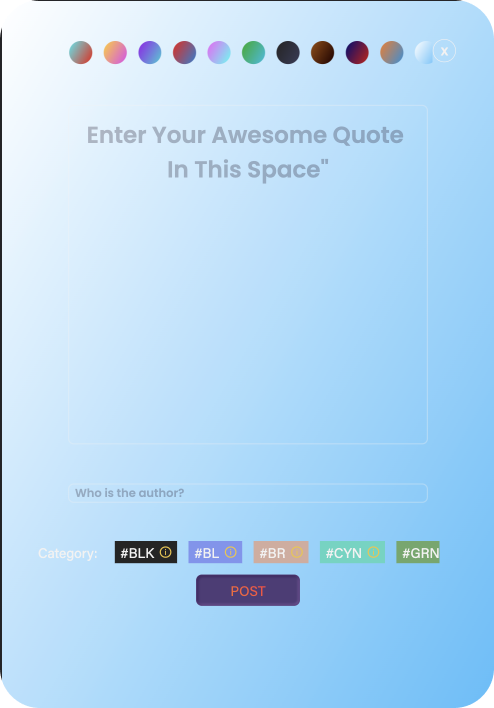 X
Enter Your Awesome Quote
In This Space"
Who is the author?
Category: #BLK #BL #BR #CYN #GRN
POST